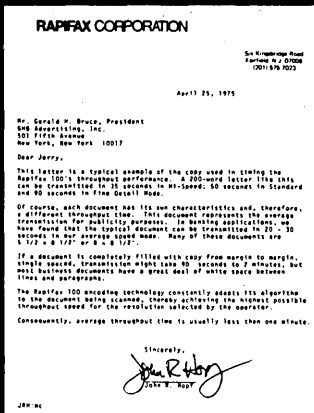 RAPIFAX CORPORATION
Six Kingsbridge Road
Fairfield N J 07006
(201) 575 7023
April 25, 1975
Mr. Gerald H. Bruce, President
GHB Advertising, Inc.
501 Fifth Avenue
New York, New York 10017
Dear Jerry,
This letter is a typical example of the copy used in timing the
Rapifax 100's throughput performance. A 200-word letter like this
can be transmitted in 35 seconds in Hi-Speed; 50 seconds in Standard
and 90 seconds in Fine Detail Mode.
Of course, each document has its own characteristics and, therefore,
a different throughput time. This document represents the average
transmission for publicity purposes. In banking applications, we
have found that the typical document can be transmitted in 20 - 30
seconds in our average speed mode. Many of those documents are
5 1/2 x 8 1/2" or 8 x 8 1/2".
If a document is completely filled with copy from margin to margin,
single spaced, transmission might take 90 seconds to 2 minutes, but
most business documents have a great deal of white space between
lines and paragraphs.
The Rapifax 100 encoding technology constantly adapts its algorithm
to the document being scanned, thereby achieving the highest possible
throughput speed for the resolution selected by the operator.
Consequently, average throughput time is usually less than one minute.
Sincerely,
John R.
John R.
JRH: